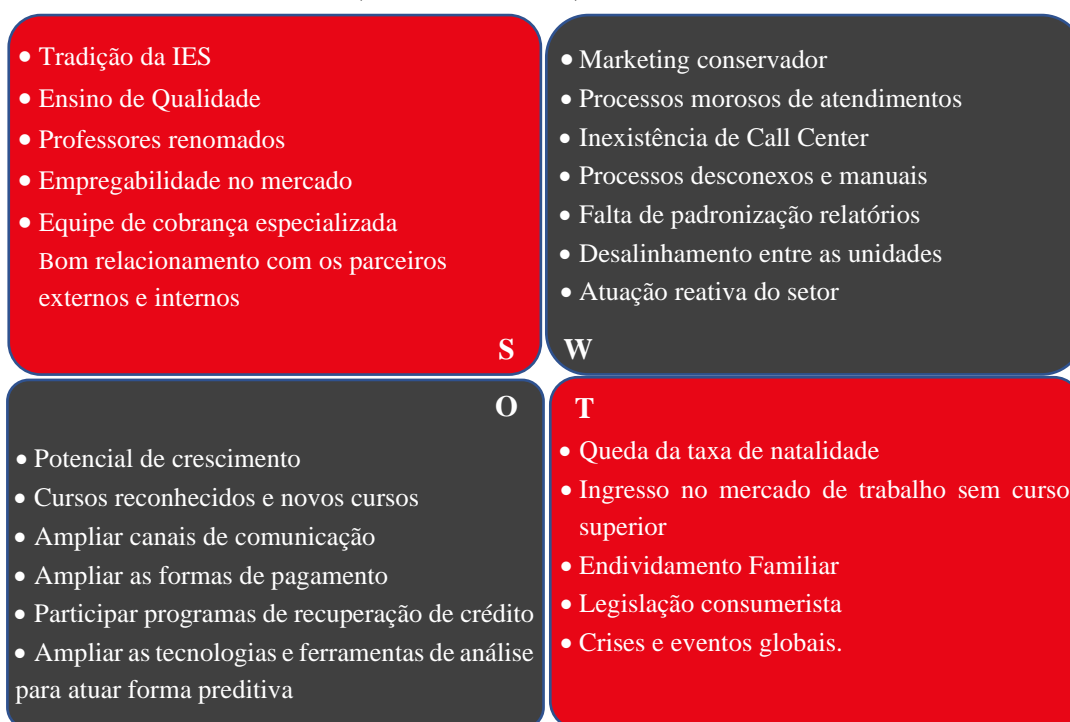 • Tradição da IES
• Ensino de Qualidade
• Professores renomados
• Empregabilidade no mercado
• Equipe de cobrança especializada
Bom relacionamento com os parceiros
externos e internos
S
• Marketing conservador
• Processos morosos de atendimentos
• Inexistência de Call Center
• Processos desconexos e manuais
• Falta de padronização relatórios
• Desalinhamento entre as unidades
• Atuação reativa do setor
W
O
• Potencial de crescimento
• Cursos reconhecidos e novos cursos
• Ampliar canais de comunicação
• Ampliar as formas de pagamento
• Participar programas de recuperação de crédito
• Ampliar as tecnologias e ferramentas de análise
para atuar forma preditiva
T
• Queda da taxa de natalidade
• Ingresso no mercado de trabalho sem curso
superior
• Endividamento Familiar
• Legislação consumerista
• Crises e eventos globais.